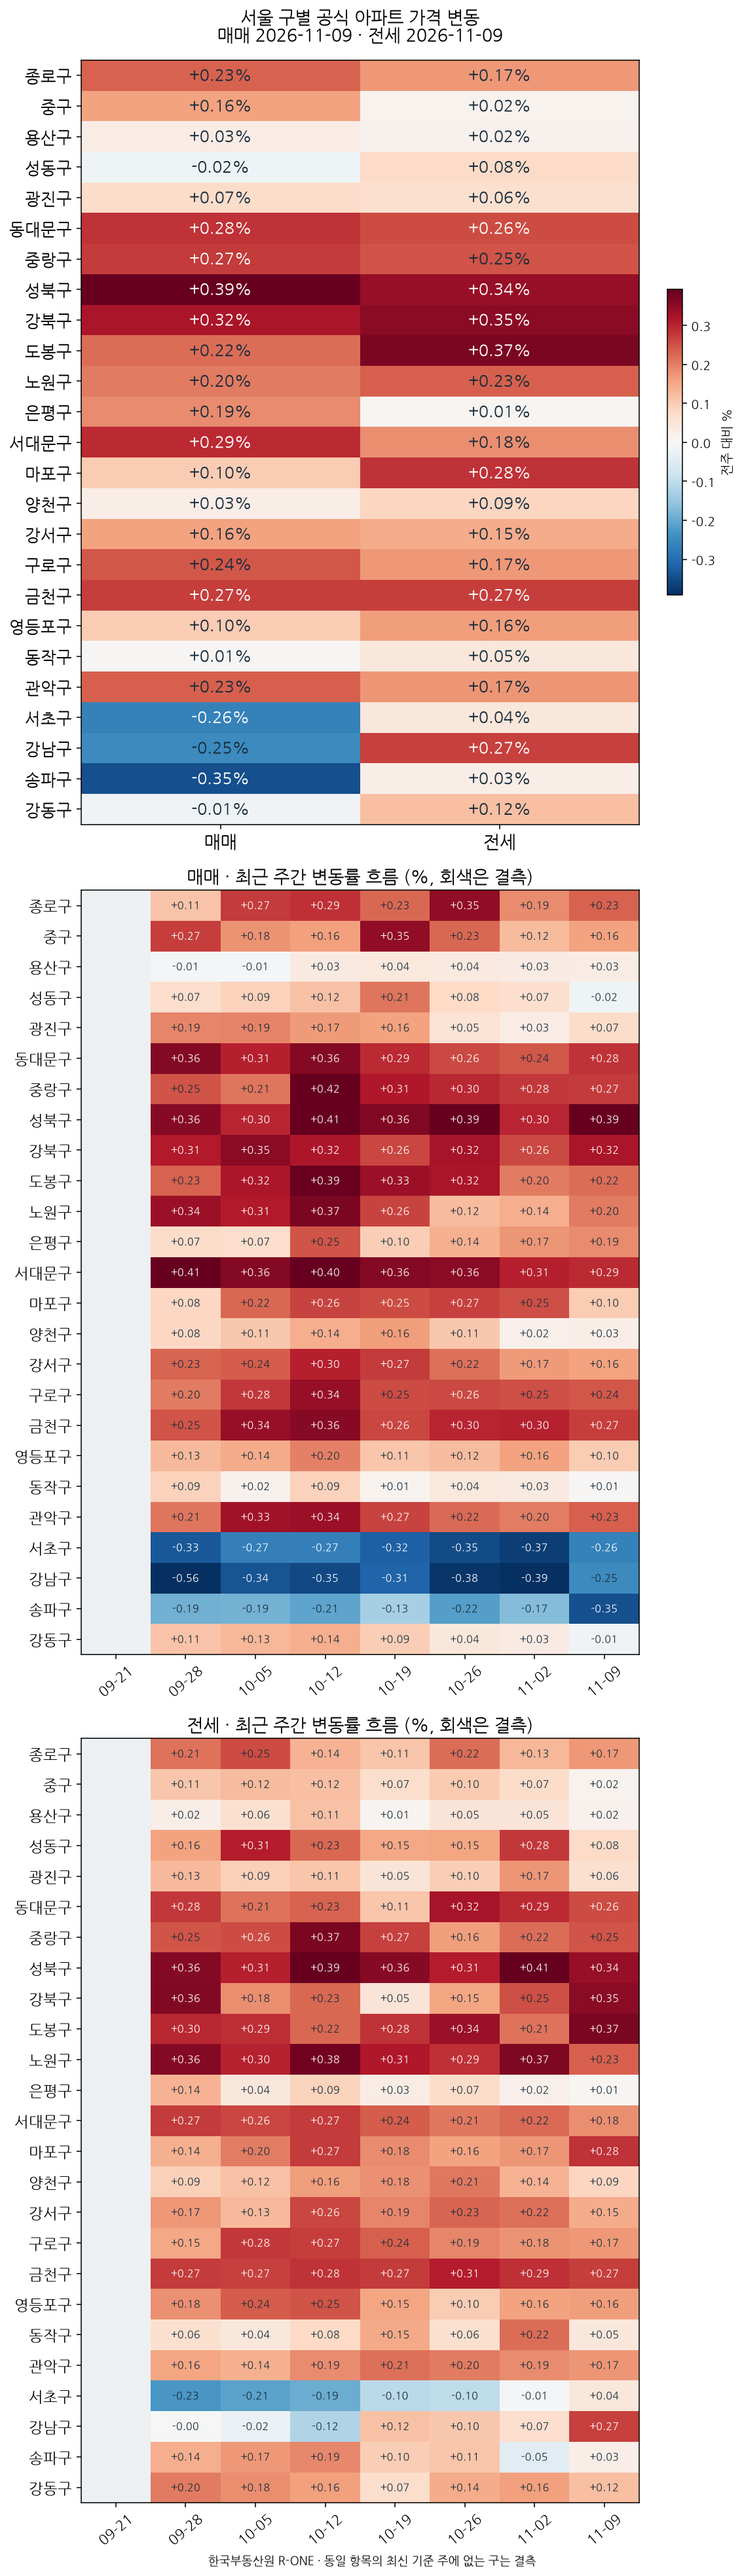 서울 구별 공식 아파트 가격 변동
매매 2026-11-09 · 전세 2026-11-09
종로구 +0.23% +0.17%
중구 +0.16% +0.02%
용산구 +0.03% +0.02%
성동구 -0.02% +0.08%
광진구 +0.07% +0.06%
동대문구 +0.28% +0.26%
중랑구 +0.27% +0.25%
성북구 +0.39% +0.34%
강북구 +0.32% +0.35%
도봉구 +0.22% +0.37%
노원구 +0.20% +0.23%
은평구 +0.19% +0.01%
서대문구 +0.29% +0.18%
마포구 +0.10% +0.28%
양천구 +0.03% +0.09%
강서구 +0.16% +0.15%
구로구 +0.24% +0.17%
금천구 +0.27% +0.27%
영등포구 +0.10% +0.16%
동작구 +0.01% +0.05%
관악구 +0.23% +0.17%
서초구 -0.26% +0.04%
강남구 -0.25% +0.27%
송파구 -0.35% +0.03%
강동구 -0.01% +0.12%
매매 전세
0.3
0.2
0.1
0.0
-0.1
-0.2
-0.3
전주 대비 %
매매 · 최근 주간 변동률 흐름 (%, 회색은 결측)
종로구 +0.11 +0.27 +0.29 +0.23 +0.35 +0.19 +0.23
중구 +0.27 +0.18 +0.16 +0.35 +0.23 +0.12 +0.16
용산구 -0.01 -0.01 +0.03 +0.04 +0.04 +0.03 +0.03
성동구 +0.07 +0.09 +0.12 +0.21 +0.08 +0.07 -0.02
광진구 +0.19 +0.19 +0.17 +0.16 +0.05 +0.03 +0.07
동대문구 +0.36 +0.31 +0.36 +0.29 +0.26 +0.24 +0.28
중랑구 +0.25 +0.21 +0.42 +0.31 +0.30 +0.28 +0.27
성북구 +0.36 +0.30 +0.41 +0.36 +0.39 +0.30 +0.39
강북구 +0.31 +0.35 +0.32 +0.26 +0.32 +0.26 +0.32
도봉구 +0.23 +0.32 +0.39 +0.33 +0.32 +0.20 +0.22
노원구 +0.34 +0.31 +0.37 +0.26 +0.12 +0.14 +0.20
은평구 +0.07 +0.07 +0.25 +0.10 +0.14 +0.17 +0.19
서대문구 +0.41 +0.36 +0.40 +0.36 +0.36 +0.31 +0.29
마포구 +0.08 +0.22 +0.26 +0.25 +0.27 +0.25 +0.10
양천구 +0.08 +0.11 +0.14 +0.16 +0.11 +0.02 +0.03
강서구 +0.23 +0.24 +0.30 +0.27 +0.22 +0.17 +0.16
구로구 +0.20 +0.28 +0.34 +0.25 +0.26 +0.25 +0.24
금천구 +0.25 +0.34 +0.36 +0.26 +0.30 +0.30 +0.27
영등포구 +0.13 +0.14 +0.20 +0.11 +0.12 +0.16 +0.10
동작구 +0.09 +0.02 +0.09 +0.01 +0.04 +0.03 +0.01
관악구 +0.21 +0.33 +0.34 +0.27 +0.22 +0.20 +0.23
서초구 -0.33 -0.27 -0.27 -0.32 -0.35 -0.37 -0.26
강남구 -0.56 -0.34 -0.35 -0.31 -0.38 -0.39 -0.25
송파구 -0.19 -0.19 -0.21 -0.13 -0.22 -0.17 -0.35
강동구 +0.11 +0.13 +0.14 +0.09 +0.04 +0.03 -0.01
09-21 09-28 10-05 10-12 10-19 10-26 11-02 11-09
전세 · 최근 주간 변동률 흐름 (%, 회색은 결측)
종로구 +0.21 +0.25 +0.14 +0.11 +0.22 +0.13 +0.17
중구 +0.11 +0.12 +0.12 +0.07 +0.10 +0.07 +0.02
용산구 +0.02 +0.06 +0.11 +0.01 +0.05 +0.05 +0.02
성동구 +0.16 +0.31 +0.23 +0.15 +0.15 +0.28 +0.08
광진구 +0.13 +0.09 +0.11 +0.05 +0.10 +0.17 +0.06
동대문구 +0.28 +0.21 +0.23 +0.11 +0.32 +0.29 +0.26
중랑구 +0.25 +0.26 +0.37 +0.27 +0.16 +0.22 +0.25
성북구 +0.36 +0.31 +0.39 +0.36 +0.31 +0.41 +0.34
강북구 +0.36 +0.18 +0.23 +0.05 +0.15 +0.25 +0.35
도봉구 +0.30 +0.29 +0.22 +0.28 +0.34 +0.21 +0.37
노원구 +0.36 +0.30 +0.38 +0.31 +0.29 +0.37 +0.23
은평구 +0.14 +0.04 +0.09 +0.03 +0.07 +0.02 +0.01
서대문구 +0.27 +0.26 +0.27 +0.24 +0.21 +0.22 +0.18
마포구 +0.14 +0.20 +0.27 +0.18 +0.16 +0.17 +0.28
양천구 +0.09 +0.12 +0.16 +0.18 +0.21 +0.14 +0.09
강서구 +0.17 +0.13 +0.26 +0.19 +0.23 +0.22 +0.15
구로구 +0.15 +0.28 +0.27 +0.24 +0.19 +0.18 +0.17
금천구 +0.27 +0.27 +0.28 +0.27 +0.31 +0.29 +0.27
영등포구 +0.18 +0.24 +0.25 +0.15 +0.10 +0.16 +0.16
동작구 +0.06 +0.04 +0.08 +0.15 +0.06 +0.22 +0.05
관악구 +0.16 +0.14 +0.19 +0.21 +0.20 +0.19 +0.17
서초구 -0.23 -0.21 -0.19 -0.10 -0.10 -0.01 +0.04
강남구 -0.00 -0.02 -0.12 +0.12 +0.10 +0.07 +0.27
송파구 +0.14 +0.17 +0.19 +0.10 +0.11 -0.05 +0.03
강동구 +0.20 +0.18 +0.16 +0.07 +0.14 +0.16 +0.12
09-21 09-28 10-05 10-12 10-19 10-26 11-02 11-09
한국부동산원 R-ONE · 동일 항목의 최신 기준 주에 없는 구는 결측